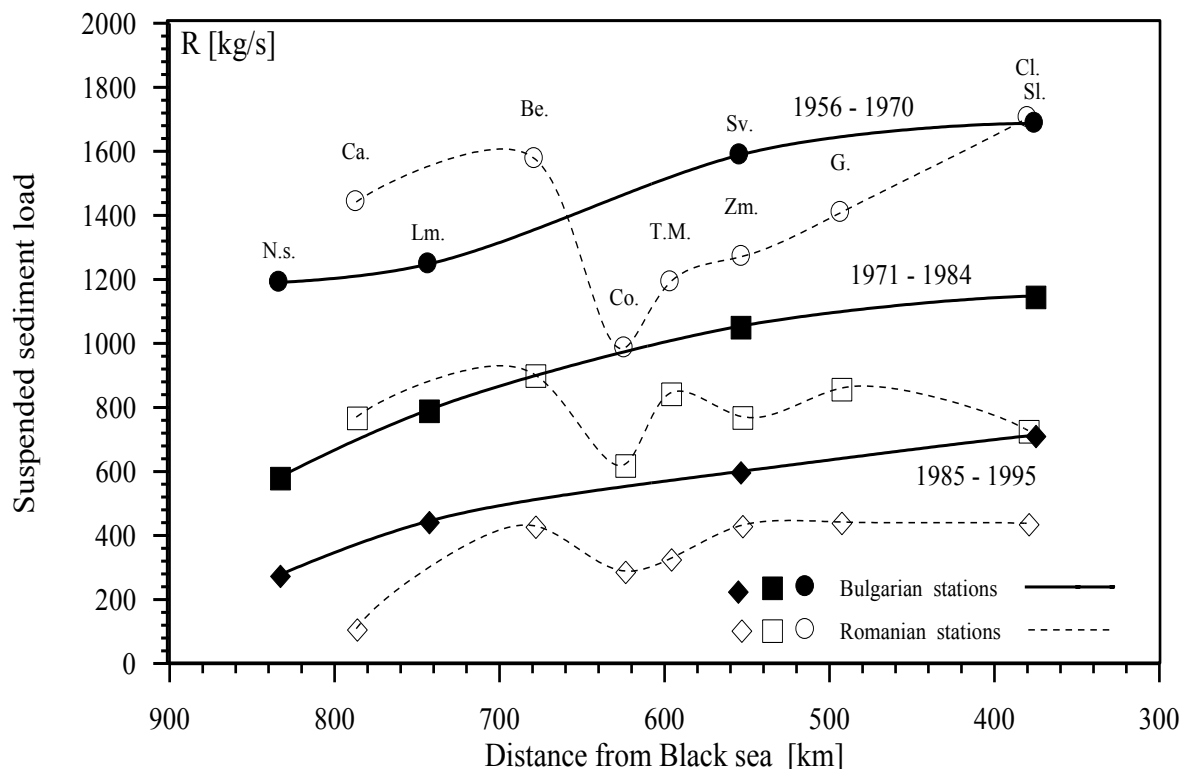 R [kg/s]
Suspended sediment load
2000
1800
1600
1400
1200
1000
800
600
400
200
0
Cl.
Sl.
1956 - 1970
Be.
Ca.
Sv.
G.
Zm.
T.M.
Lm.
N.s.
Co.
1971 - 1984
1985 - 1995
Bulgarian stations
Romanian stations
900 800 700 600 500 400 300
Distance from Black sea [km]